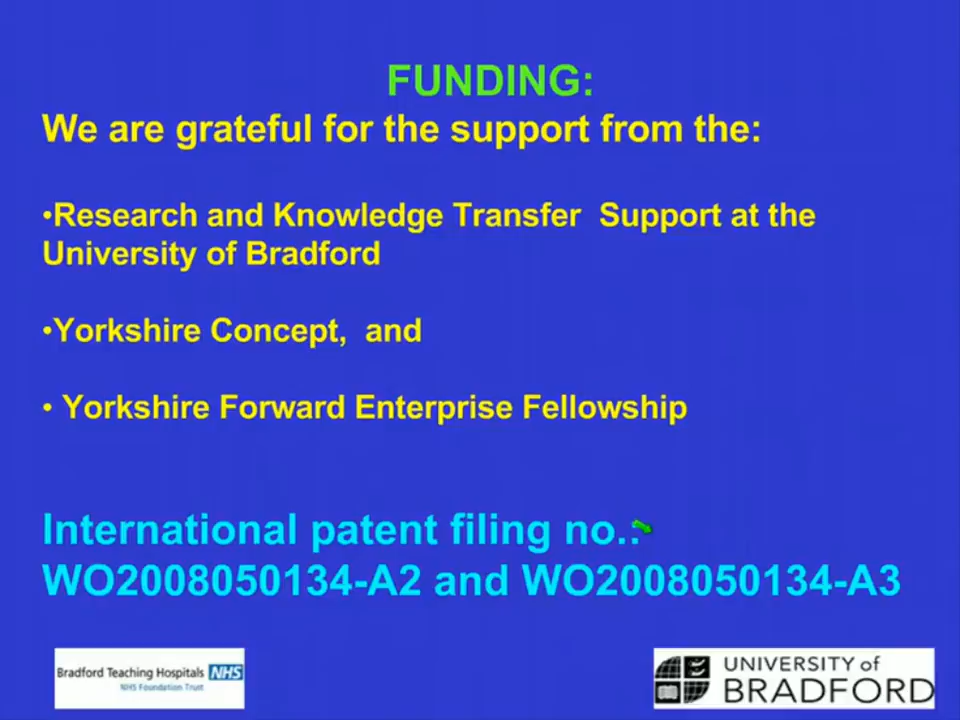 FUNDING:
We are grateful for the support from the:
•Research and Knowledge Transfer  Support at the
University of Bradford
•Yorkshire Concept,  and
• Yorkshire Forward Enterprise Fellowship
International patent filing no.:
WO2008050134-A2 and WO2008050134-A3
Bradford Teaching Hospitals NHS
NHS Foundation Trust
UNIVERSITY of
BRADFORD